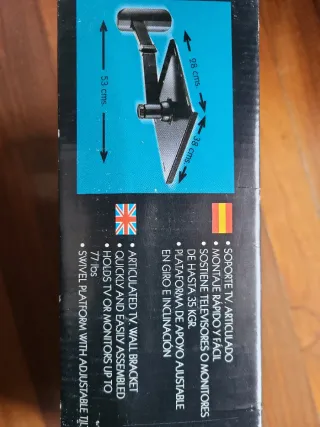 28 cms.
53 cms.
38 cms.
• SOPORTE TV. ARTICULADO
• MONTAJE RAPIDO Y FÁCIL
• SOSTIENE TELEVISORES O MONITORES
DE HASTA 35 KGR.
• PLATAFORMA DE APOYO AJUSTABLE
EN GIRO E INCLINACIÓN
• ARTICULATED TV, WALL BRACKET
• QUICKLY AND EASILY ASSEMBLED
• HOLDS TV OR MONITORS UP TO
77 lbs.
• SWIVEL PLATFORM WITH ADJUSTABLE